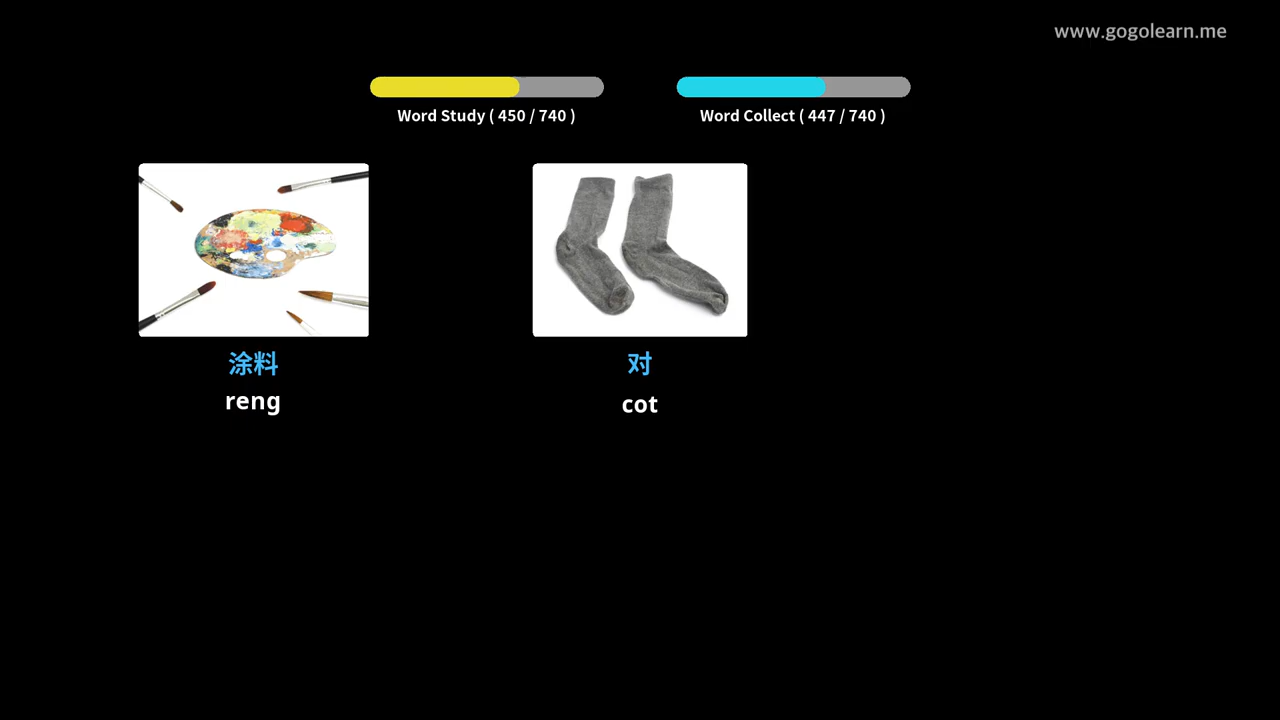 www.gogolearn.me
Word Study ( 450 / 740 )
Word Collect ( 447 / 740 )
涂料
对
reng
cot